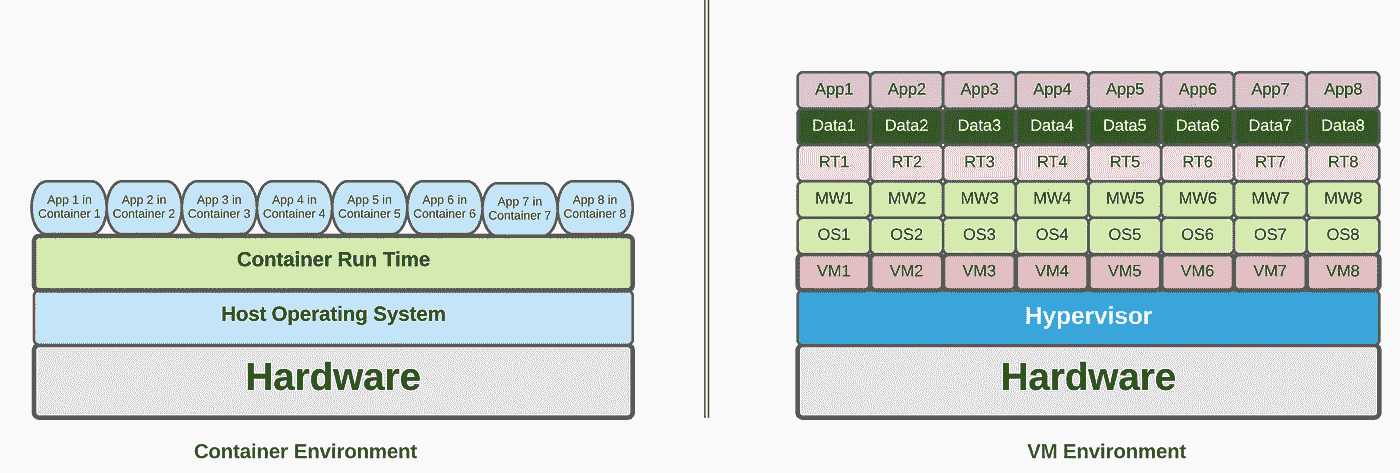 App 1 in
Container 1
App 2 in
Container 2
App 3 in
Container 3
App 4 in
Container 4
App 5 in
Container 5
App 6 in
Container 6
App 7 in
Container 7
App 8 in
Container 8
Container Run Time
Host Operating System
Hardware
Container Environment
App1 App2 App3 App4 App5 App6 App7 App8
Data1 Data2 Data3 Data4 Data5 Data6 Data7 Data8
RT1 RT2 RT3 RT4 RT5 RT6 RT7 RT8
MW1 MW2 MW3 MW4 MW5 MW6 MW7 MW8
OS1 OS2 OS3 OS4 OS5 OS6 OS7 OS8
VM1 VM2 VM3 VM4 VM5 VM6 VM7 VM8
Hypervisor
Hardware
VM Environment